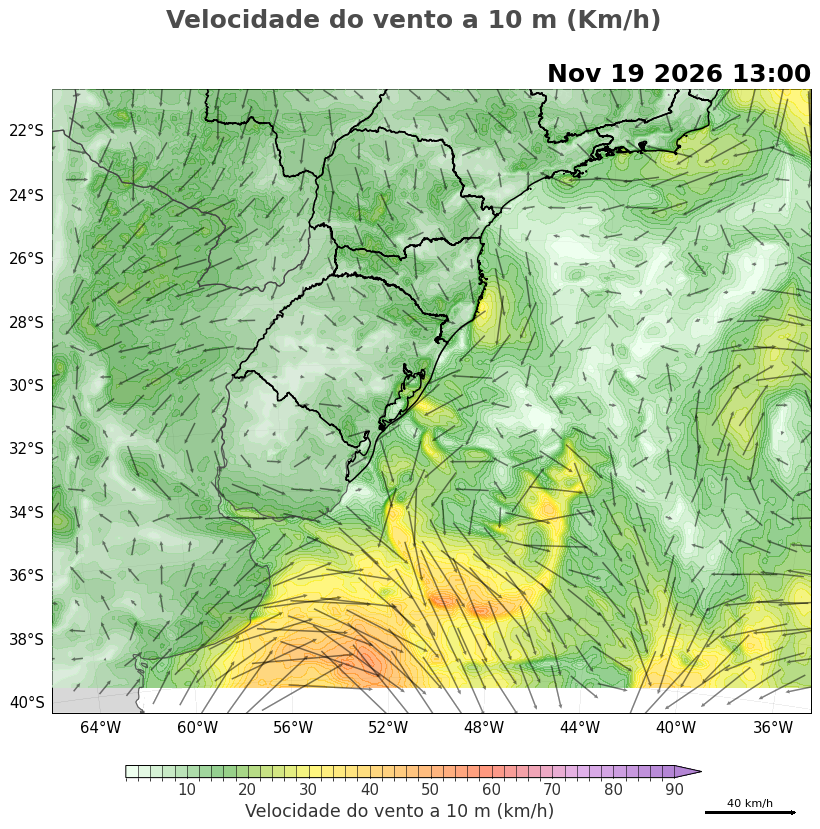 Velocidade do vento a 10 m (Km/h)
Nov 19 2026 13:00
22°S
24°S
26°S
28°S
30°S
32°S
34°S
36°S
38°S
40°S
64°W 60°W 56°W 52°W 48°W 44°W 40°W 36°W
10 20 30 40 50 60 70 80 90
Velocidade do vento a 10 m (km/h)
40 km/h